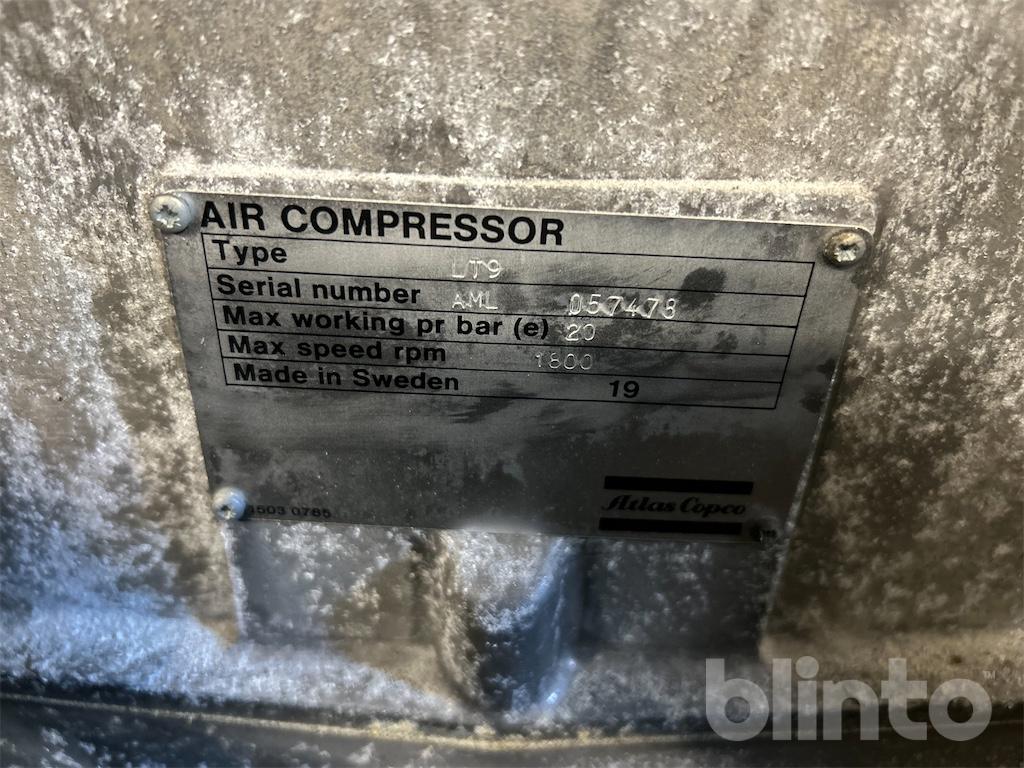 AIR COMPRESSOR
Type LT9
Serial number AML 057478
Max working pr bar (e) 20
Max speed rpm 1800
Made in Sweden 19
Atlas Copco
0785
blinto